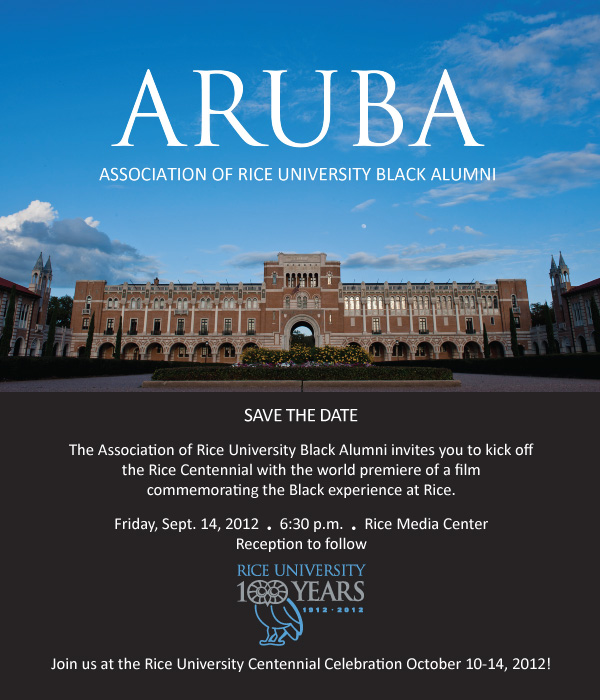 ARUBA
ASSOCIATION OF RICE UNIVERSITY BLACK ALUMNI
SAVE THE DATE
The Association of Rice University Black Alumni invites you to kick off
the Rice Centennial with the world premiere of a film
commemorating the Black experience at Rice.
Friday, Sept. 14, 2012 . 6:30 p.m. . Rice Media Center
Reception to follow
RICE UNIVERSITY
100 YEARS
1912 · 2012
Join us at the Rice University Centennial Celebration October 10-14, 2012!